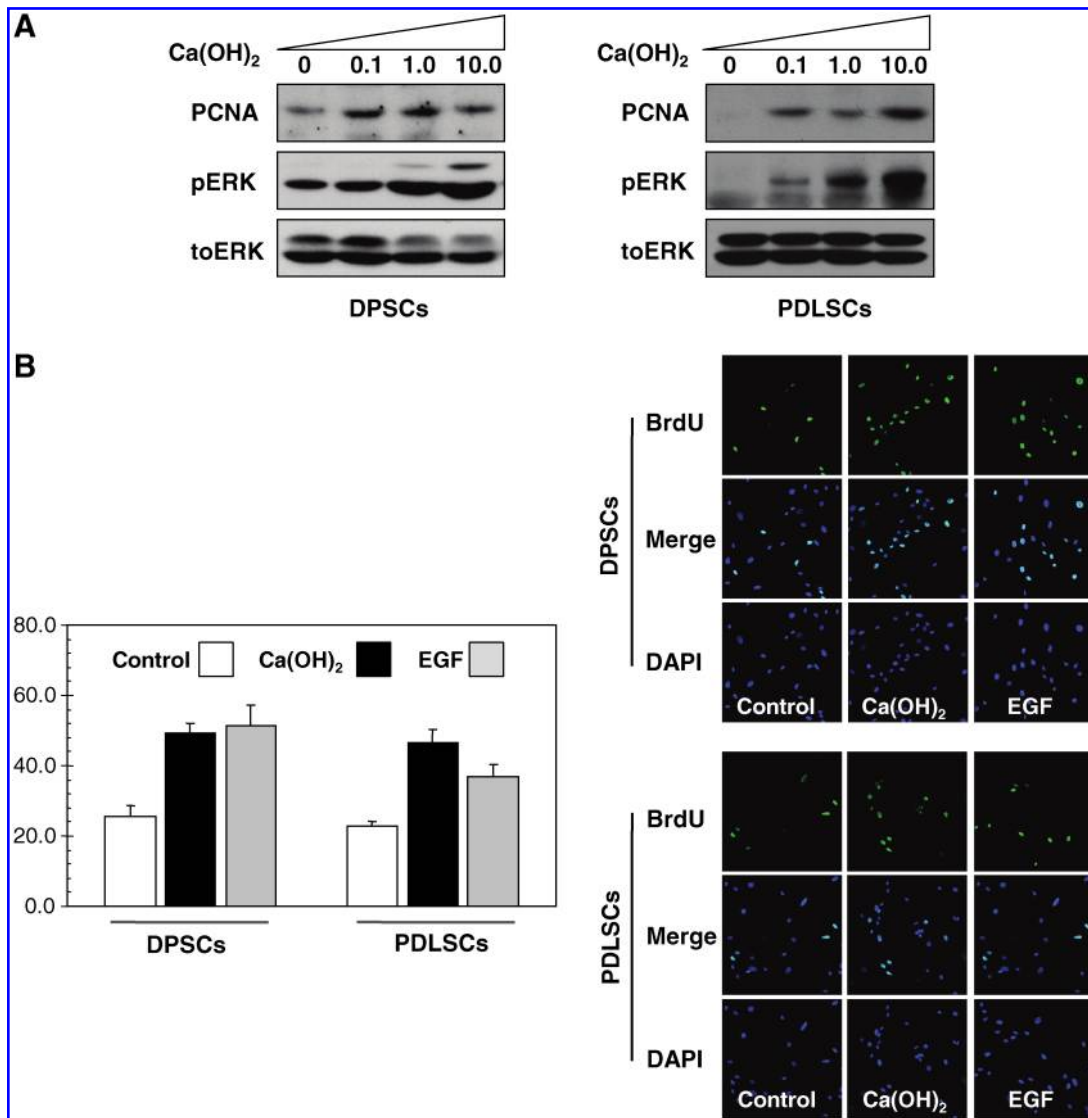 A
Ca(OH)2 0 0.1 1.0 10.0
PCNA
pERK
toERK
DPSCs
Ca(OH)2 0 0.1 1.0 10.0
PCNA
pERK
toERK
PDLSCs
B
80.0
60.0
40.0
20.0
0.0
Control Ca(OH)2 EGF
DPSCs PDLSCs
DPSCs
BrdU
Merge
DAPI
Control Ca(OH)2 EGF
PDLSCs
BrdU
Merge
DAPI
Control Ca(OH)2 EGF